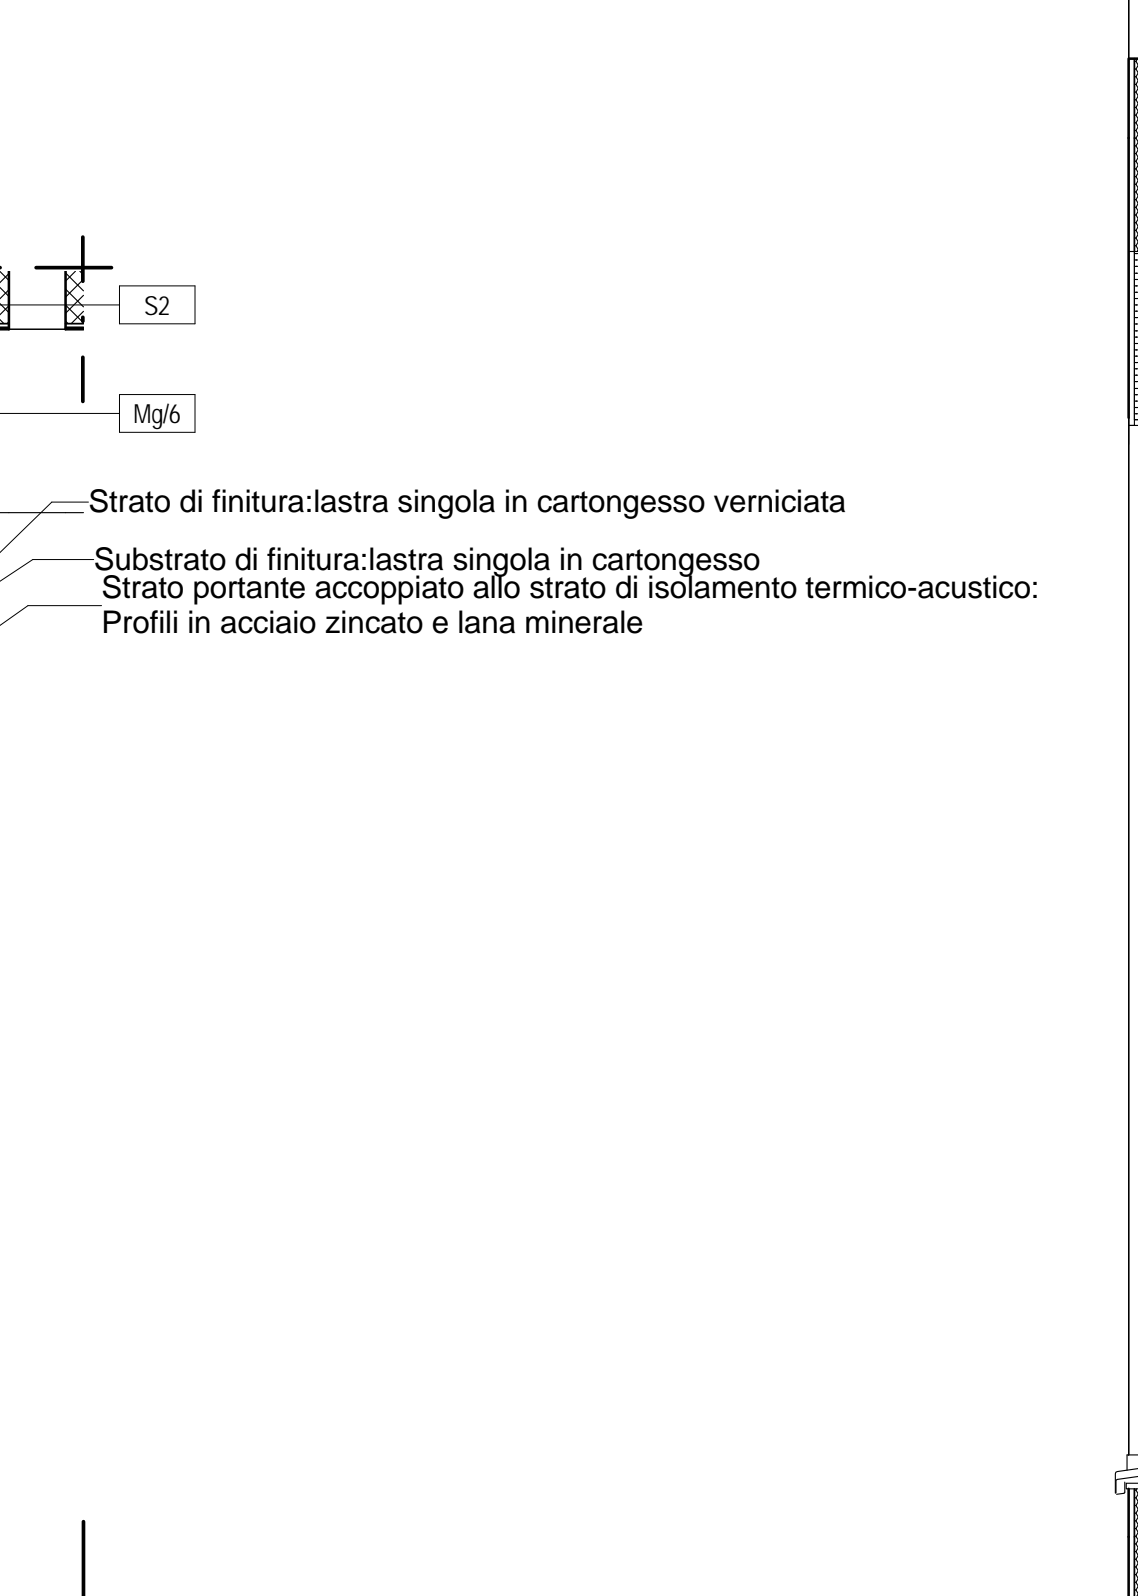 S2
Mg/6
Strato di finitura:lastra singola in cartongesso verniciata
Substrato di finitura:lastra singola in cartongesso
Strato portante accoppiato allo strato di isolamento termico-acustico:
Profili in acciaio zincato e lana minerale